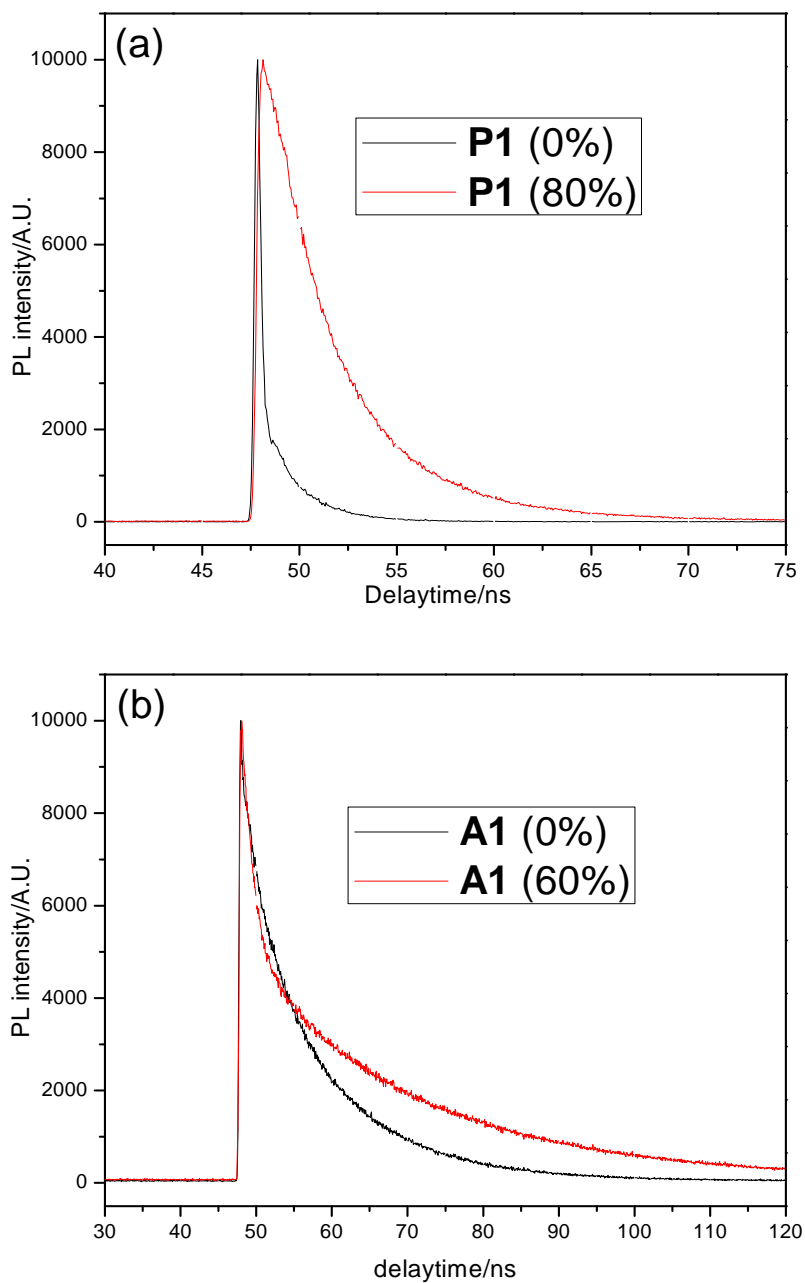 (a)
10000
8000
6000
4000
2000
0
PL intensity/A.U.
P1 (0%)
P1 (80%)
40 45 50 55 60 65 70 75
Delaytime/ns
(b)
10000
8000
6000
4000
2000
0
PL intensity/A.U.
A1 (0%)
A1 (60%)
30 40 50 60 70 80 90 100 110 120
delaytime/ns